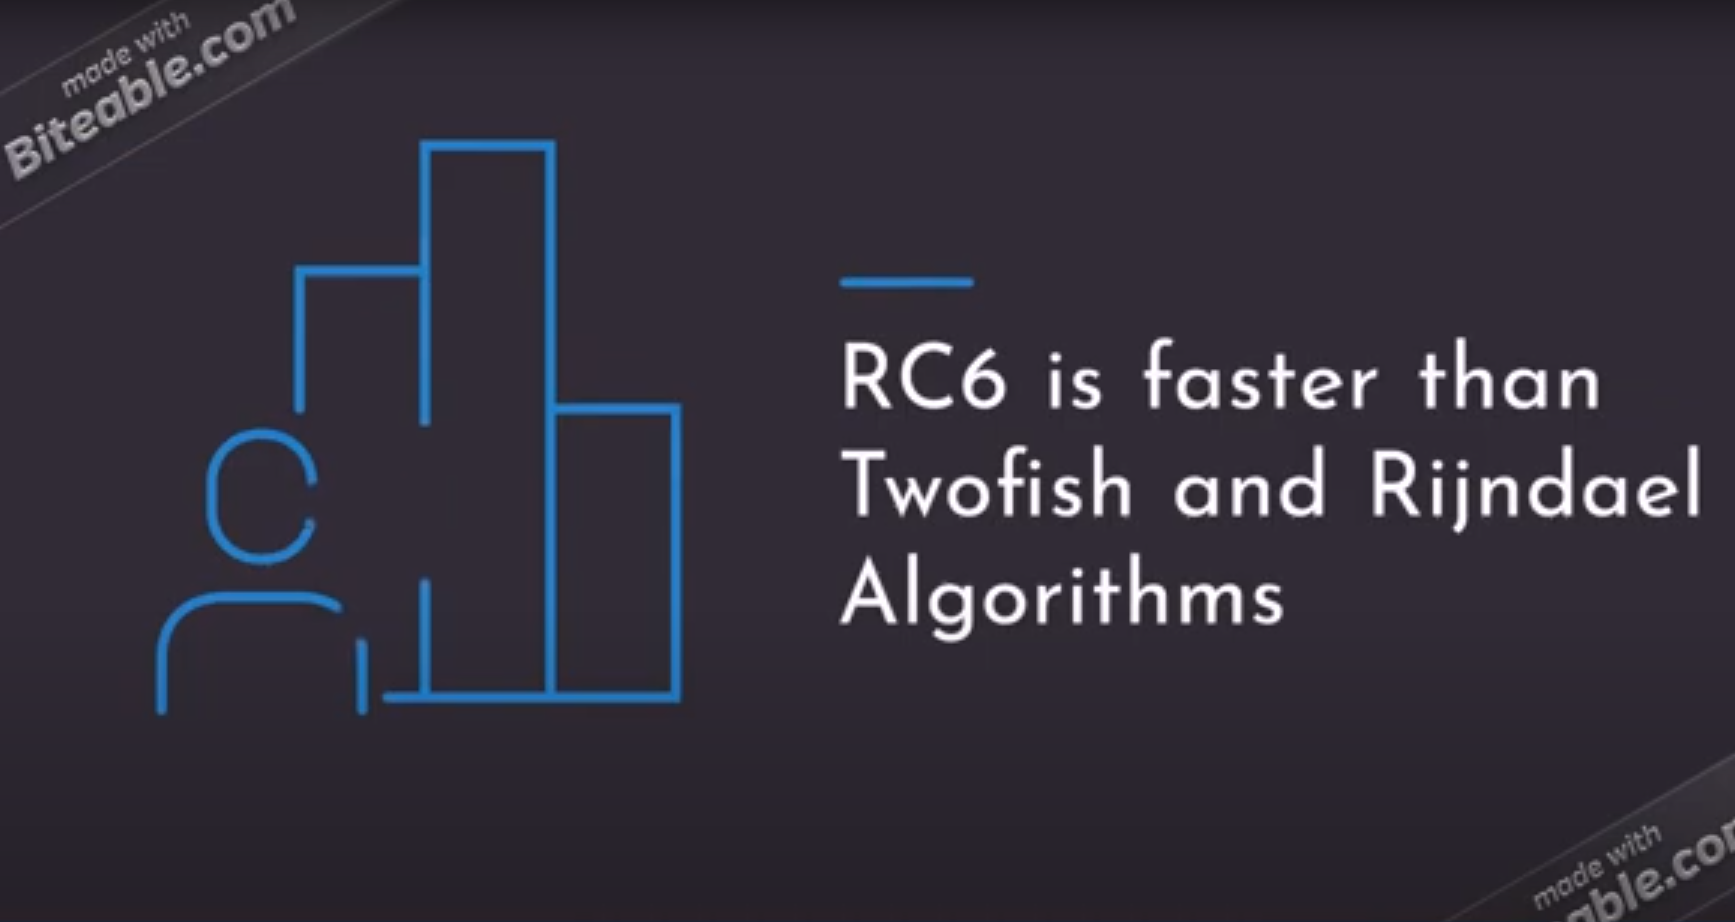 made with
Biteable.com
RC6 is faster than
Twofish and Rijndael
Algorithms
made with